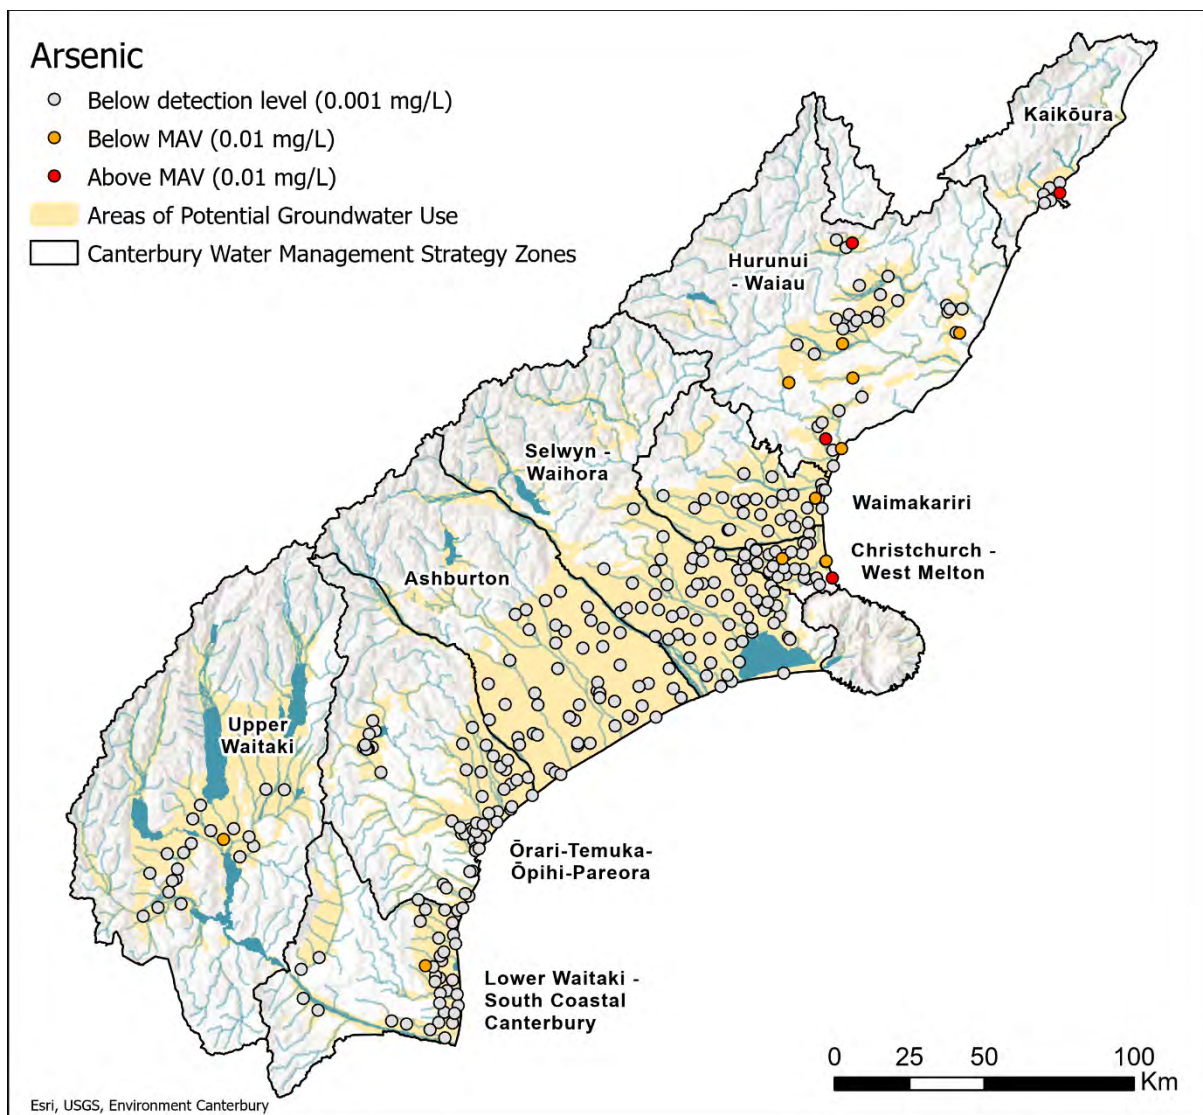 Arsenic
Below detection level (0.001 mg/L)
Below MAV (0.01 mg/L)
Above MAV (0.01 mg/L)
Areas of Potential Groundwater Use
Canterbury Water Management Strategy Zones
Kaikōura
Hurunui
- Waiau
Selwyn -
Waihora
Waimakariri
Christchurch -
West Melton
Ashburton
Upper
Waitaki
Ōrari-Temuka-
Ōpihi-Pareora
Lower Waitaki -
South Coastal
Canterbury
0 25 50 100
Km
Esri, USGS, Environment Canterbury